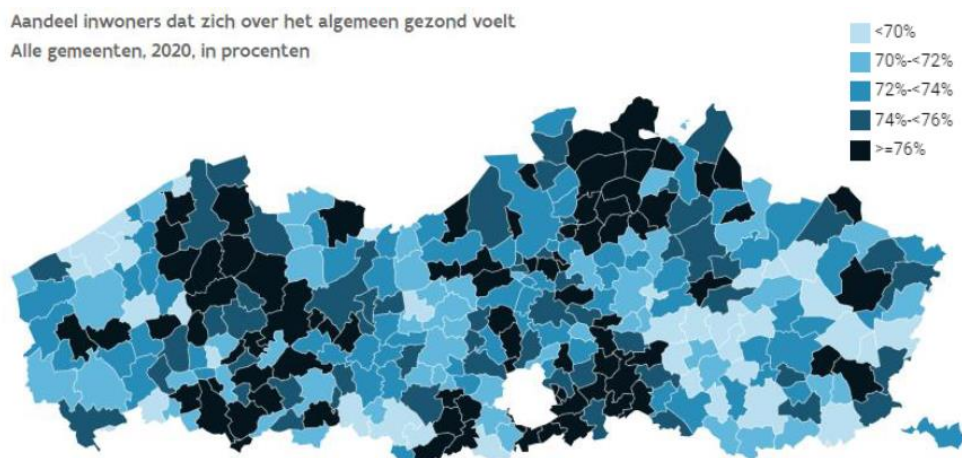 Aandeel inwoners dat zich over het algemeen gezond voelt
Alle gemeenten, 2020, in procenten
<70%
70%-<72%
72%-<74%
74%-<76%
>=76%